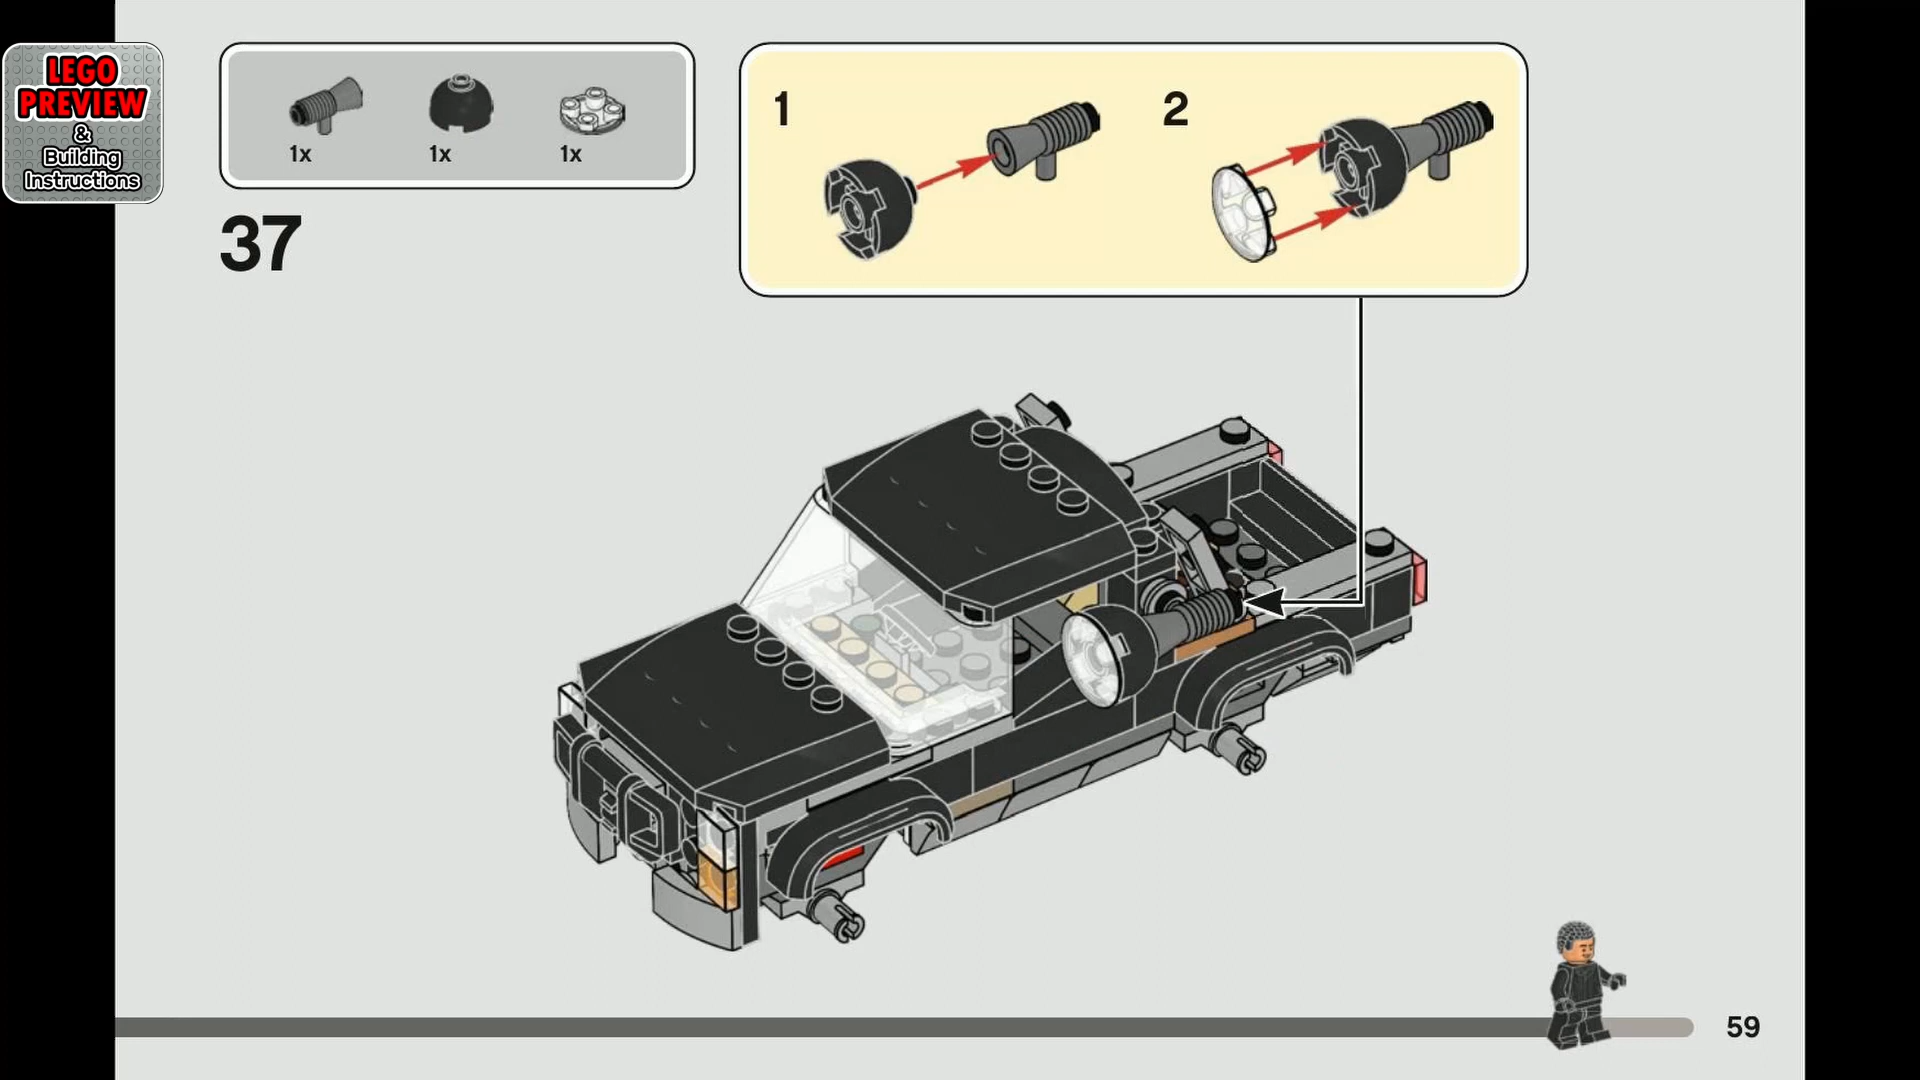 LEGO
PREVIEW
&
Building
Instructions
1x
1x
1x
37
1
2
59